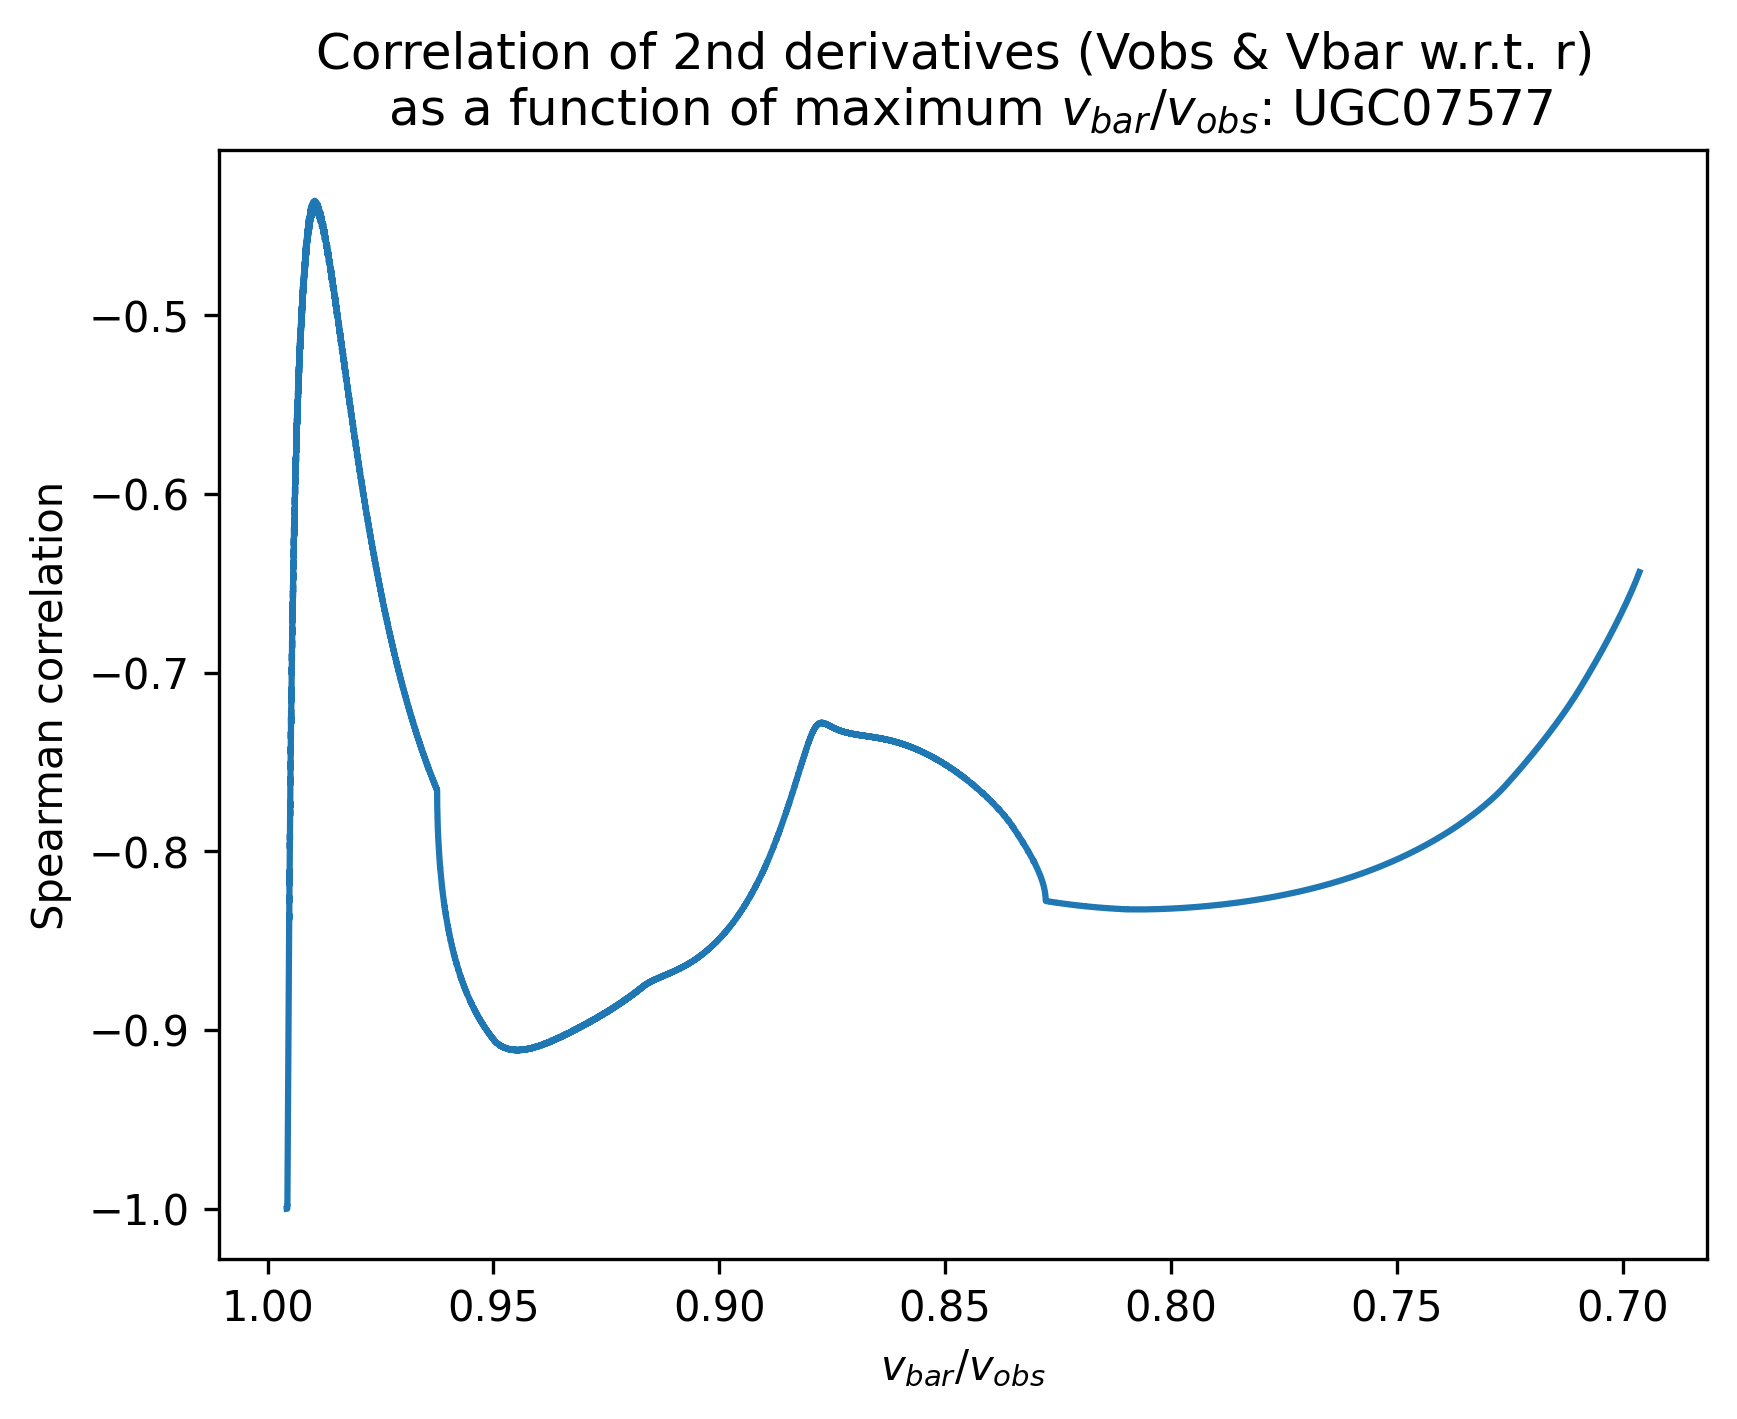 Correlation of 2nd derivatives (Vobs & Vbar w.r.t. r)
as a function of maximum v_bar/v_obs: UGC07577
Spearman correlation
−0.5
−0.6
−0.7
−0.8
−0.9
−1.0
1.00 0.95 0.90 0.85 0.80 0.75 0.70
v_bar/v_obs